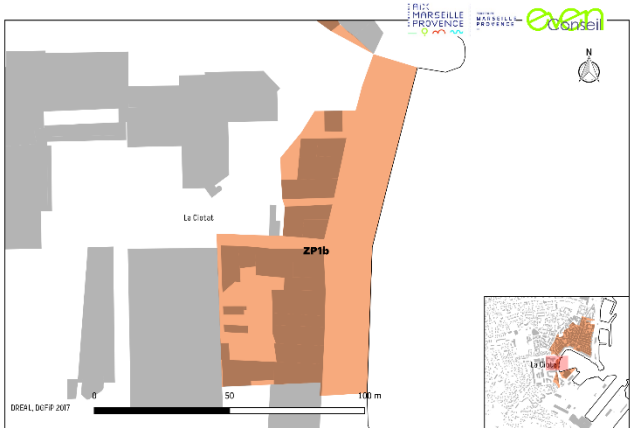 AIX
MARSEILLE
PROVENCE
MARSEILLE
PROVENCE
even
Conseil
N
La Ciotat
ZP1b
La Ciotat
0 50 100 m
DREAL, DGFiP 2017